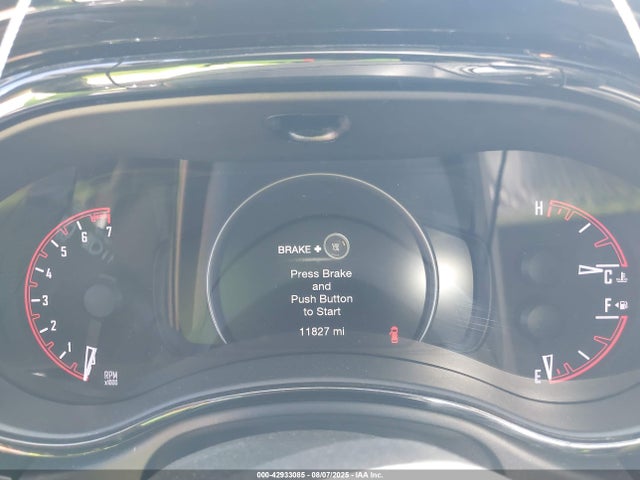 BRAKE +
Press Brake
and
Push Button
to Start
11827 mi
7
6
5
4
3
2
1
RPM
x1000
H
C
F
E
000-42933085 - 08/07/2025 - IAA Inc.